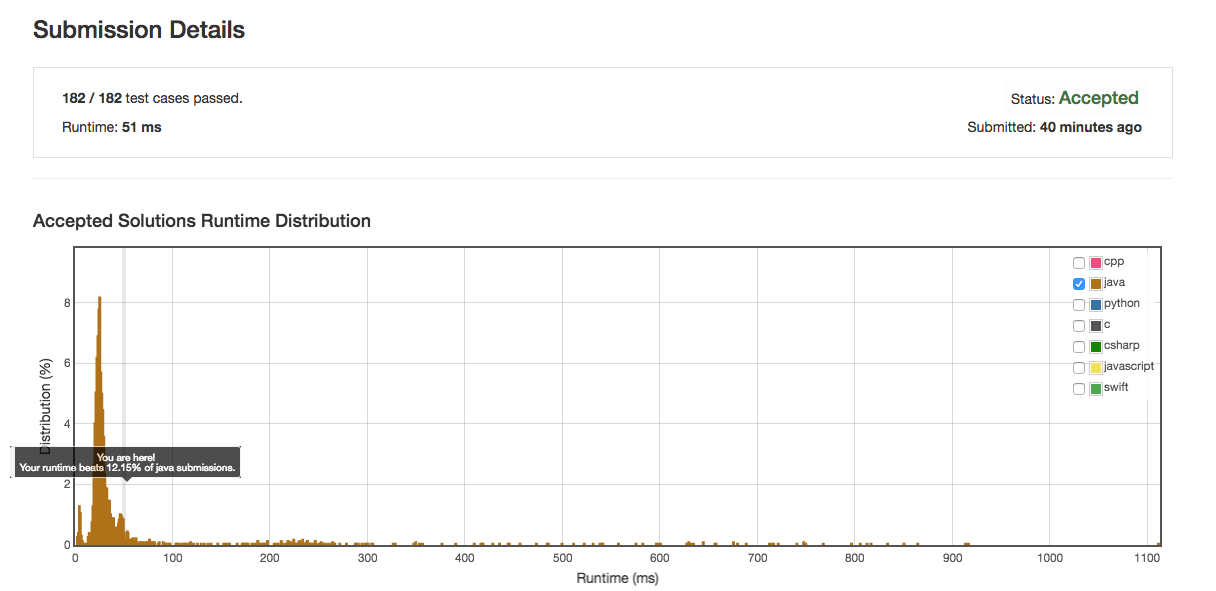 Submission Details
182 / 182 test cases passed.
Status: Accepted
Runtime: 51 ms
Submitted: 40 minutes ago
Accepted Solutions Runtime Distribution
cpp
java
python
c
csharp
javascript
swift
Distribution (%)
8
6
4
2
0
You are here!
Your runtime beats 12.15% of java submissions.
0 100 200 300 400 500 600 700 800 900 1000 1100
Runtime (ms)